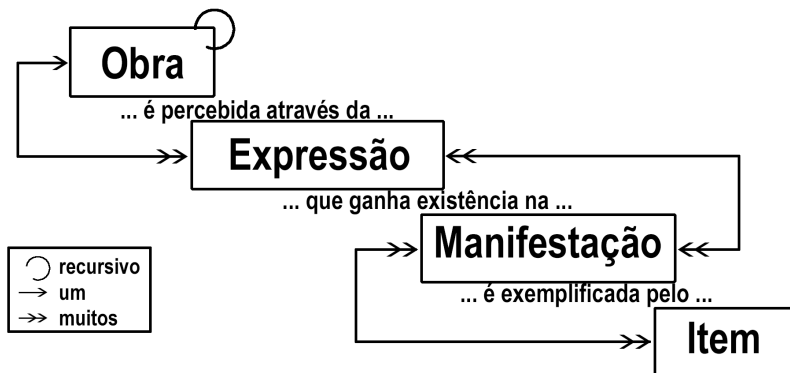 Obra
... é percebida através da ...
Expressão
... que ganha existência na ...
Manifestação
... é exemplificada pelo ...
Item
recursivo
um
muitos